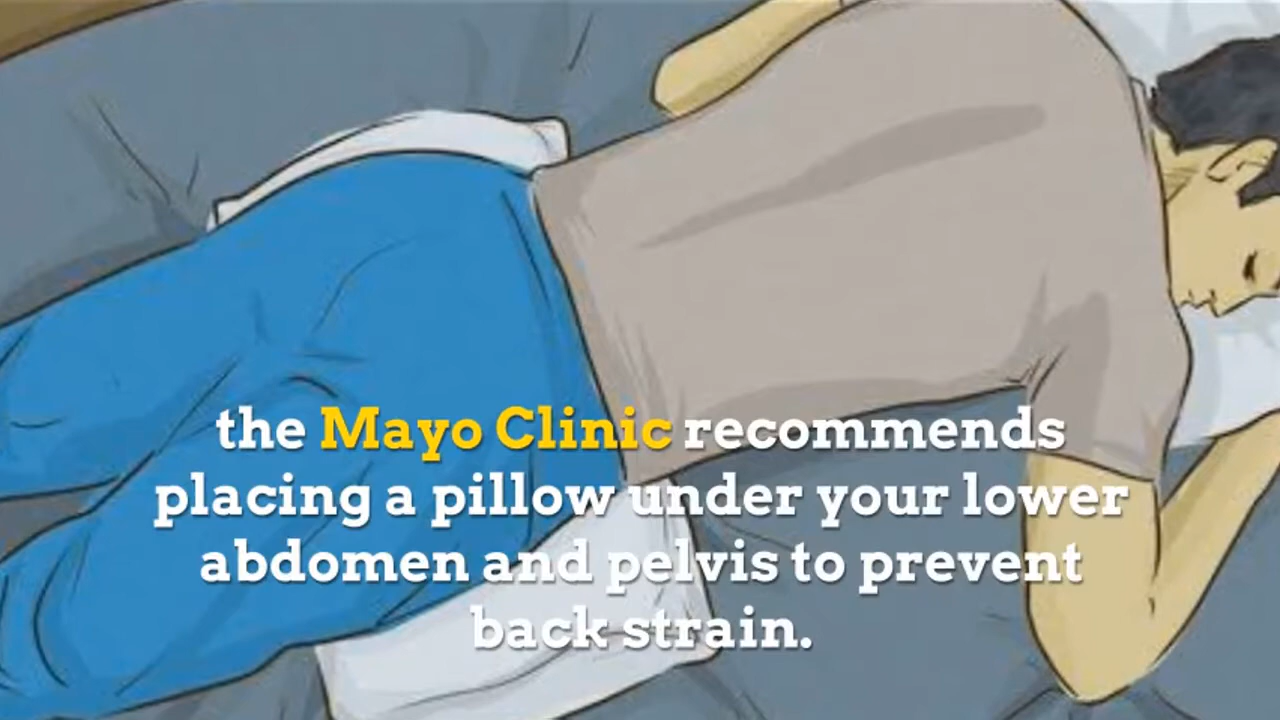 the Mayo Clinic recommends
placing a pillow under your lower
abdomen and pelvis to prevent
back strain.